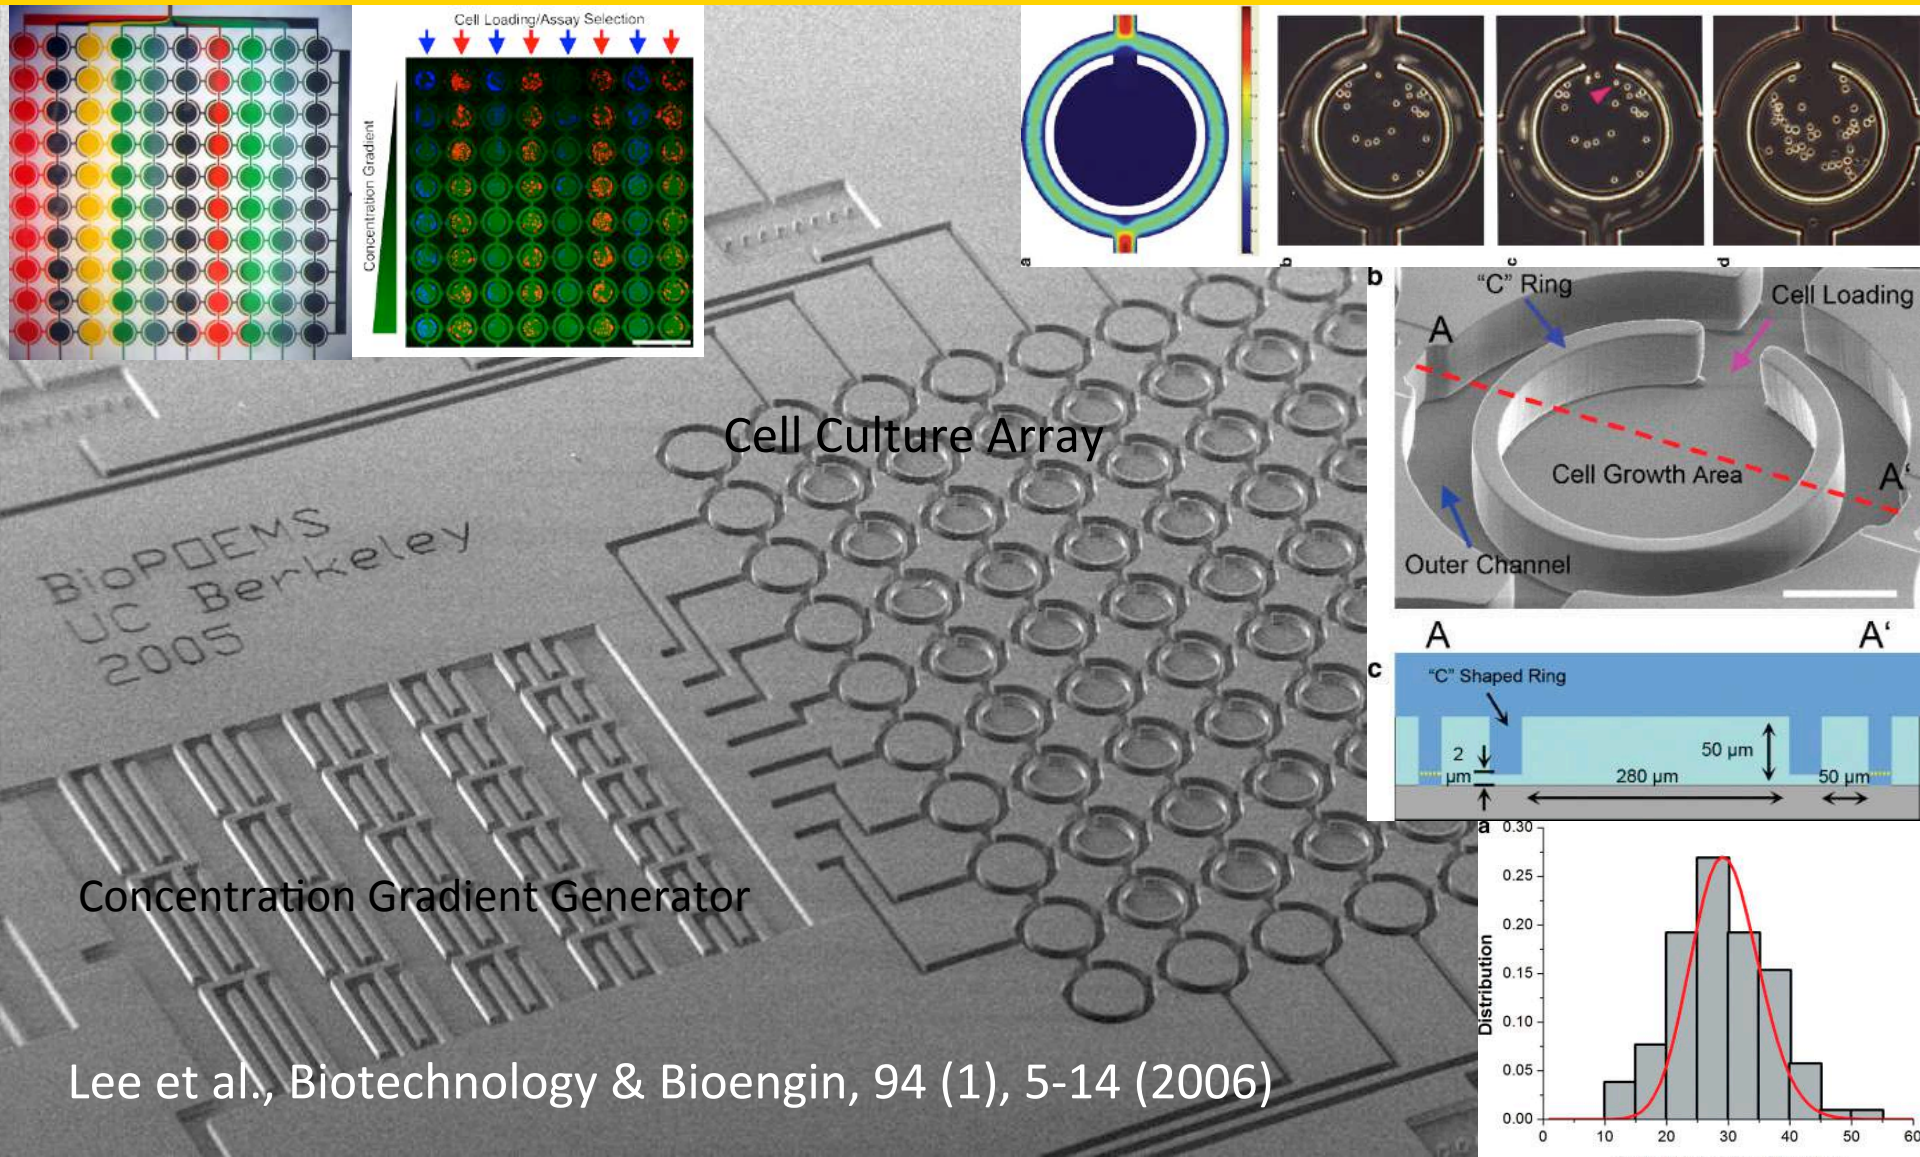 Cell Loading/Assay Selection
Concentration Gradient
a
b
c
d
b
"C" Ring
Cell Loading
A
Cell Growth Area
A‘
Outer Channel
Cell Culture Array
BioPOEMS
UC Berkeley
2005
A
A‘
c
"C" Shaped Ring
2
µm
280 µm
50 µm
50 µm
Concentration Gradient Generator
a
Distribution
0.30
0.25
0.20
0.15
0.10
0.05
0.00
0
10
20
30
40
50
60
Lee et al., Biotechnology & Bioengin, 94 (1), 5-14 (2006)